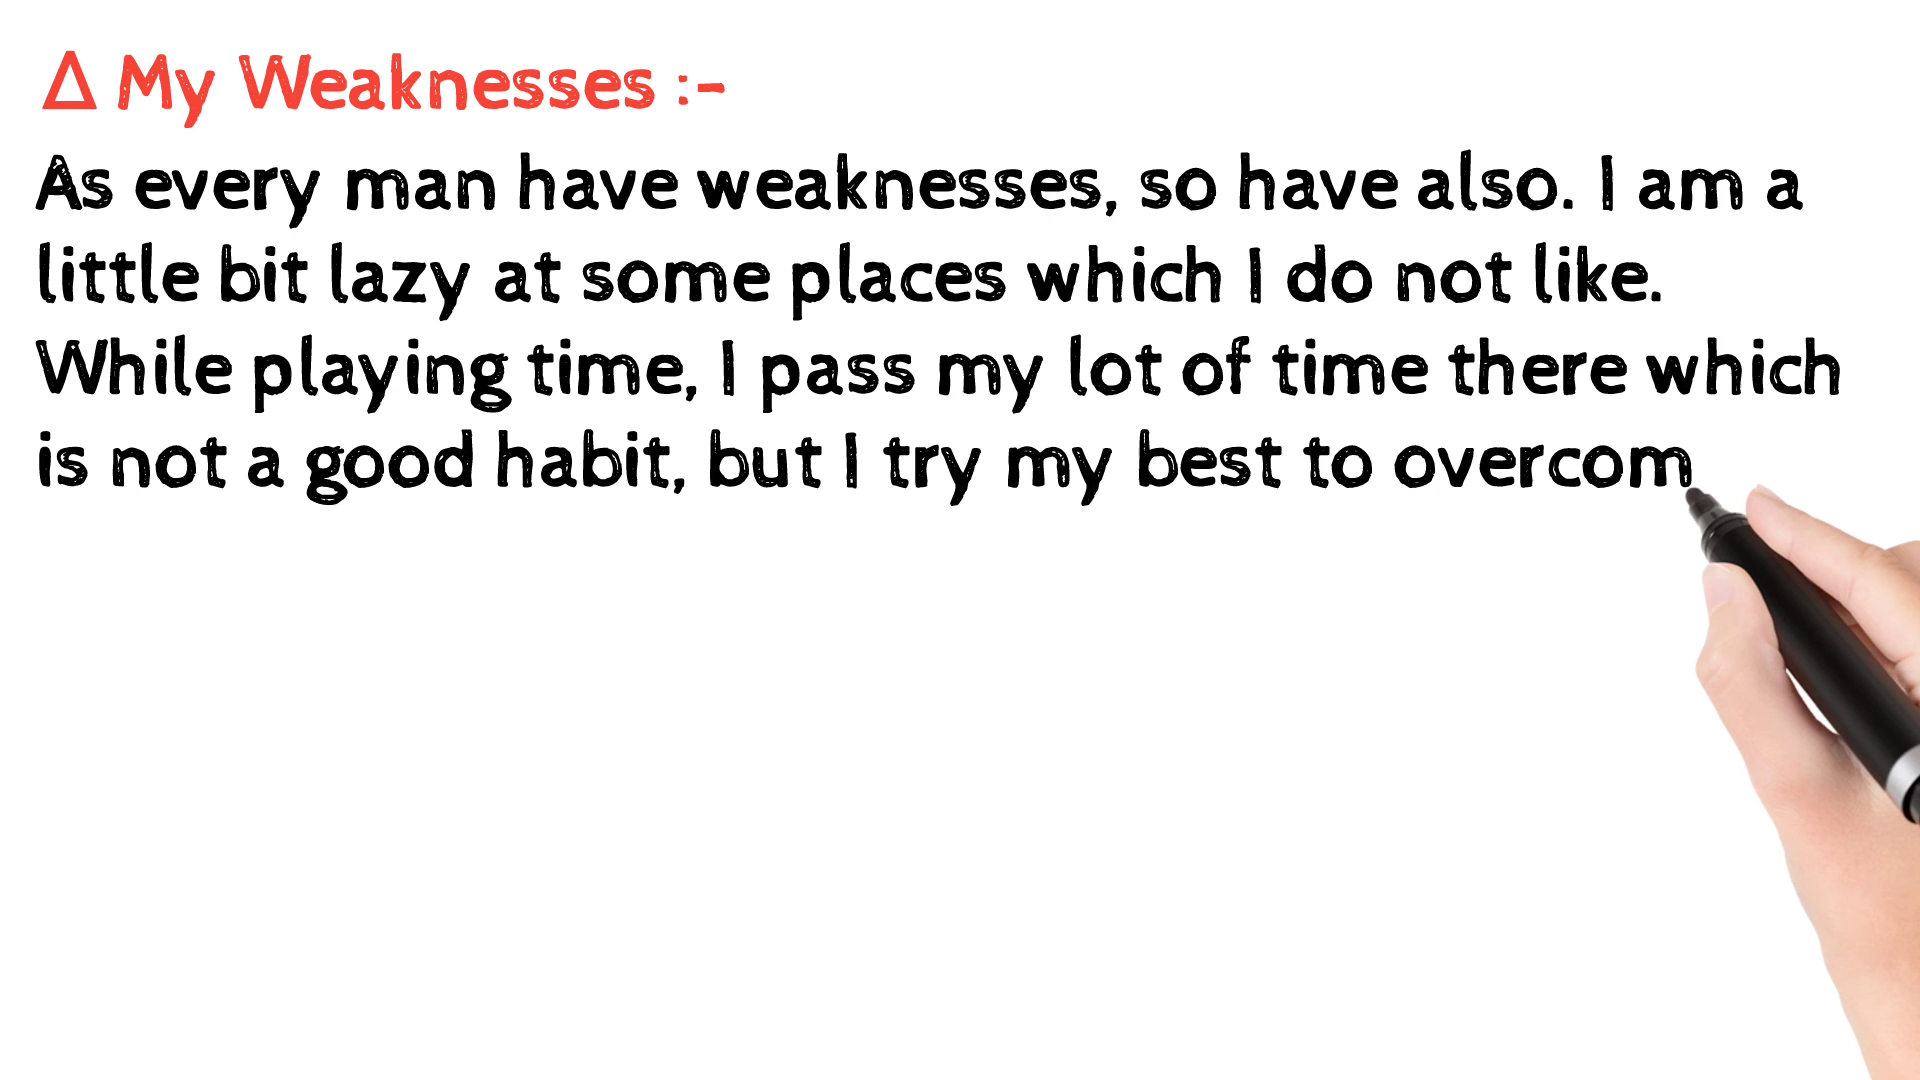 Δ My Weaknesses :-
As every man have weaknesses, so have also. I am a
little bit lazy at some places which I do not like.
While playing time, I pass my lot of time there which
is not a good habit, but I try my best to overcom